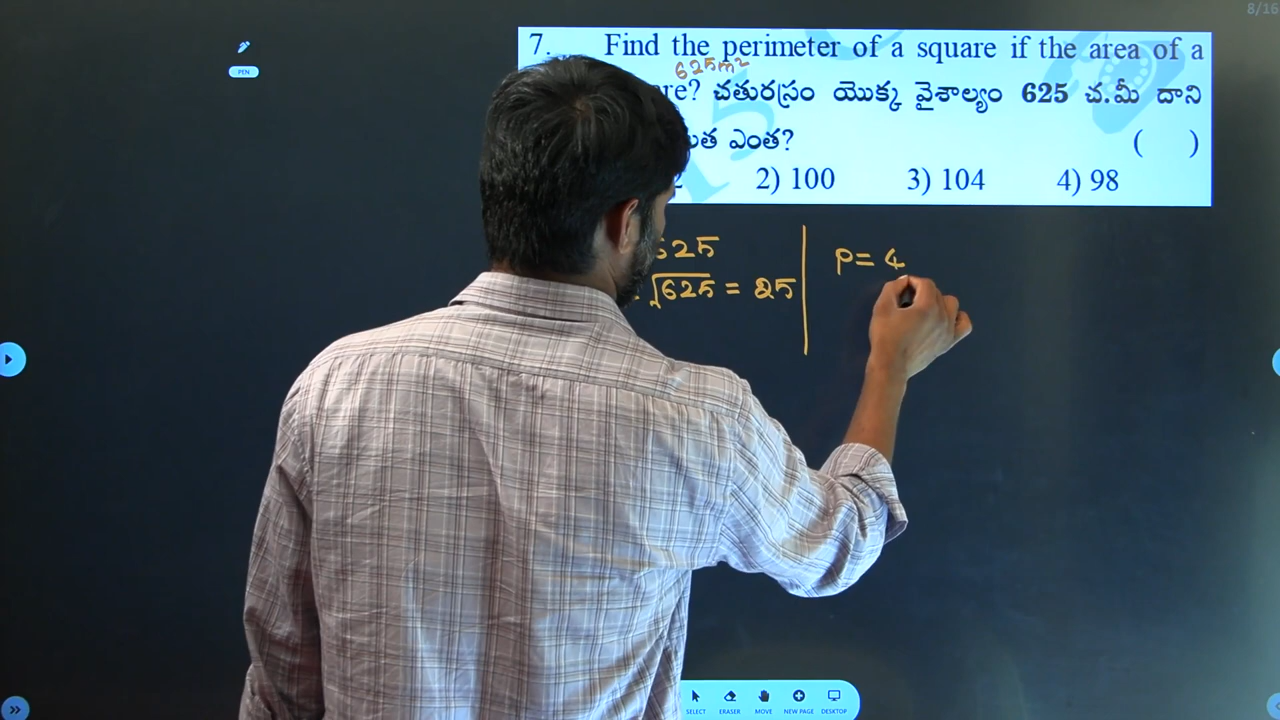 8/16
PEN
7. Find the perimeter of a square if the area of a
625m²
చతురస్రం యొక్క వైశాల్యం 625 చ.మీ దాని
ఎంత? ( )
2) 100 3) 104 4) 98
625
√625 = 25
P = 4
SELECT ERASER MOVE NEW PAGE DESKTOP